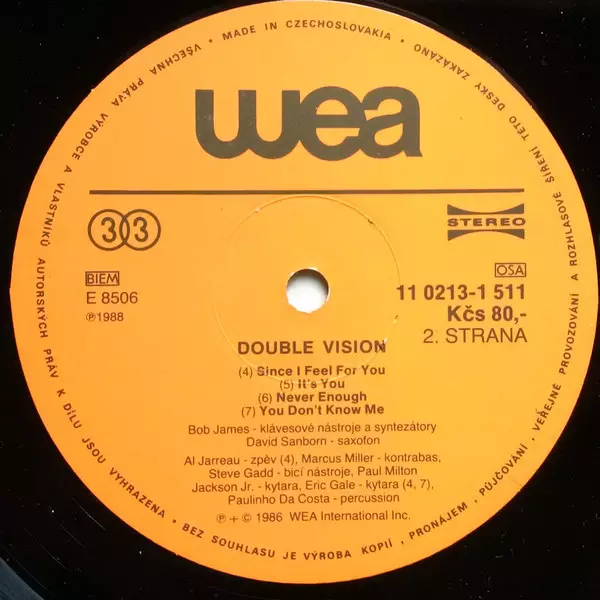 VŠECHNA PRÁVA VÝROBCE A VLASTNÍKŮ AUTORSKÝCH PRÁV K DÍLU JSOU VYHRAZENA • BEZ SOUHLASU JE VÝROBA KOPIÍ, PRONÁJEM, PŮJČOVÁNÍ, VEŘEJNÉ PROVOZOVÁNÍ A ROZHLASOVÉ ŠÍŘENÍ TÉTO DESKY ZAKÁZÁNO • MADE IN CZECHOSLOVAKIA •
wea
33
STEREO
BIEM
OSA
E 8506
11 0213-1 511
℗1988
Kčs 80,-
2. STRANA
DOUBLE VISION
(4) Since I Feel For You
(5) It's You
(6) Never Enough
(7) You Don't Know Me
Bob James - klávesové nástroje a syntezátory
David Sanborn - saxofon
Al Jarreau - zpěv (4), Marcus Miller - kontrabas,
Steve Gadd - bicí nástroje, Paul Milton
Jackson Jr. - kytara, Eric Gale - kytara (4, 7),
Paulinho Da Costa - percussion
℗ + © 1986 WEA International Inc.